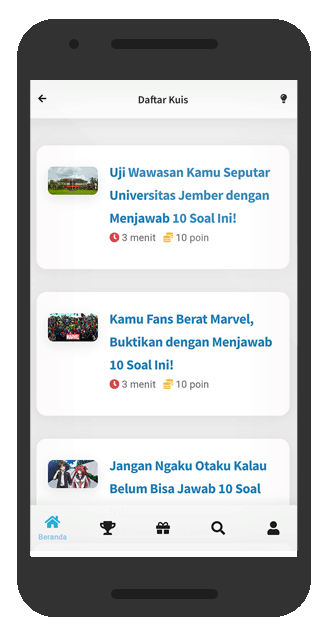 Daftar Kuis
Uji Wawasan Kamu Seputar
Universitas Jember dengan
Menjawab 10 Soal Ini!
3 menit 10 poin
MARVEL
Kamu Fans Berat Marvel,
Buktikan dengan Menjawab
10 Soal Ini!
3 menit 10 poin
Jangan Ngaku Otaku Kalau
Belum Bisa Jawab 10 Soal
Beranda